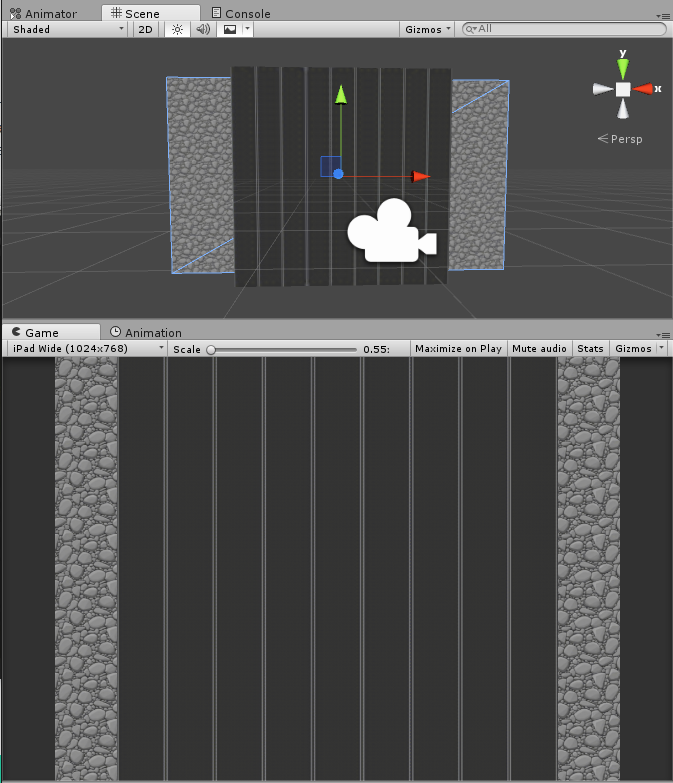 Animator Scene Console
Shaded 2D Gizmos All
y
x
Persp
Game Animation
iPad Wide (1024x768) Scale 0.55: Maximize on Play Mute audio Stats Gizmos